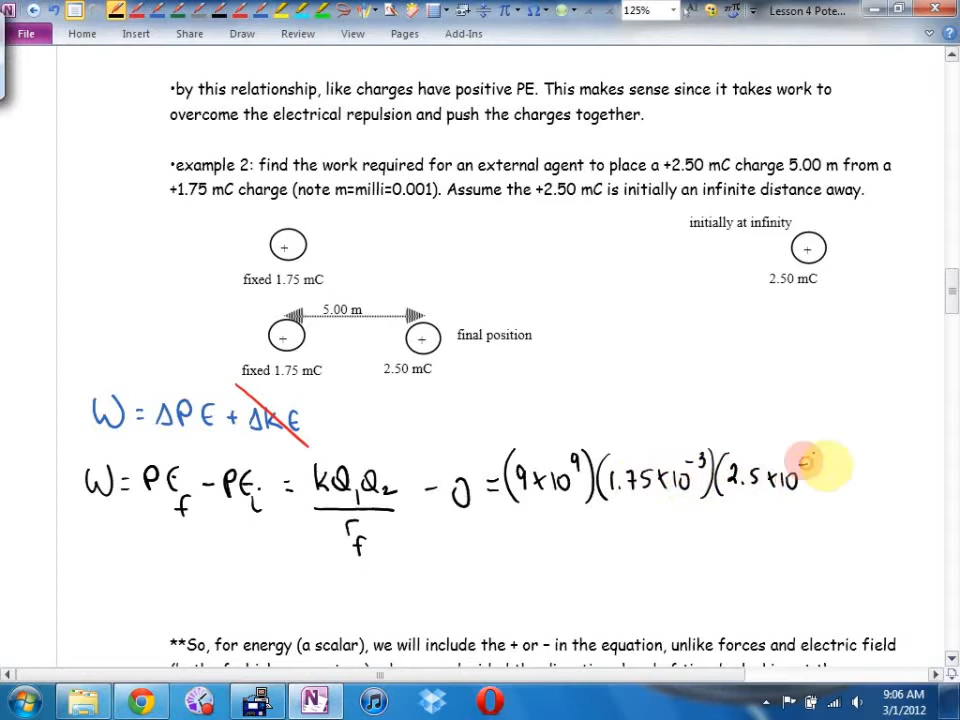 125%
Lesson 4 Pote...
File Home Insert Share Draw Review View Pages Add-Ins
•by this relationship, like charges have positive PE. This makes sense since it takes work to
overcome the electrical repulsion and push the charges together.
•example 2: find the work required for an external agent to place a +2.50 mC charge 5.00 m from a
+1.75 mC charge (note m=milli=0.001). Assume the +2.50 mC is initially an infinite distance away.
initially at infinity
+ +
fixed 1.75 mC 2.50 mC
5.00 m
+ + final position
fixed 1.75 mC 2.50 mC
W = ΔPE + ΔKE
W = PEf - PEi = kQ1Q2/rf - 0 = (9×10^9)(1.75×10^-3)(2.5×10^-
**So, for energy (a scalar), we will include the + or – in the equation, unlike forces and electric field
9:06 AM
3/1/2012